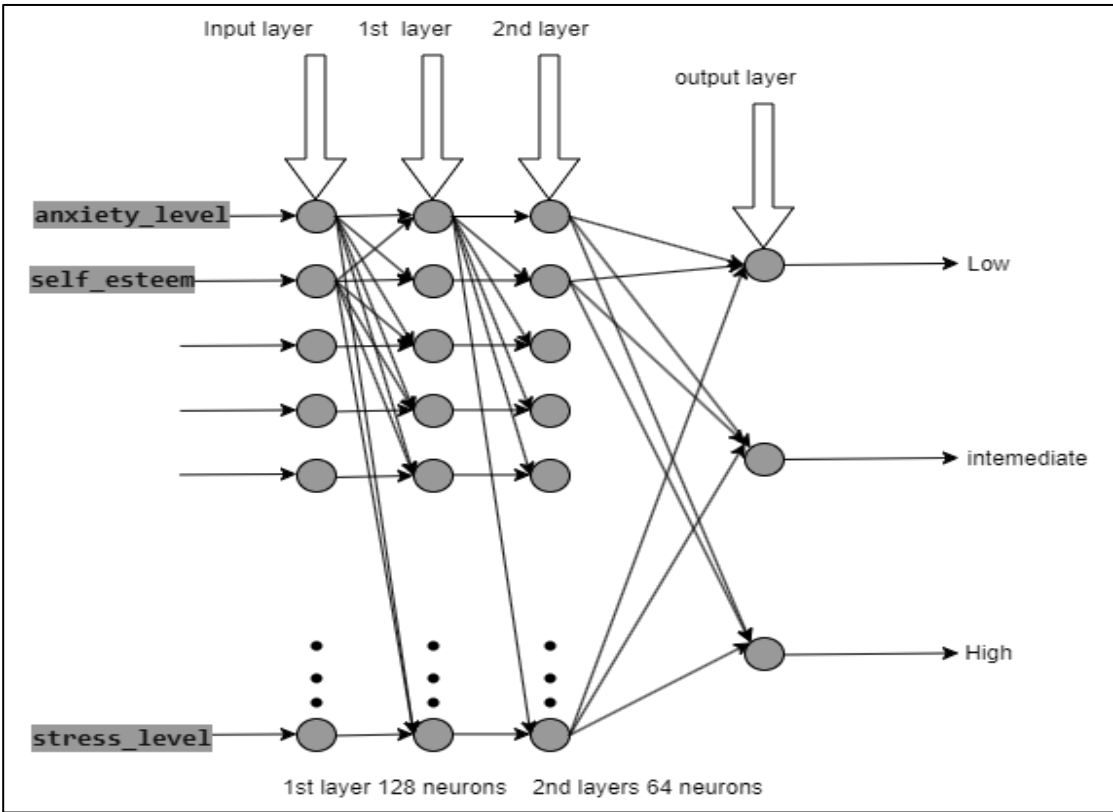 Input layer
1st layer
2nd layer
output layer
anxiety_level
self_esteem
Low
intemediate
High
stress_level
1st layer 128 neurons
2nd layers 64 neurons